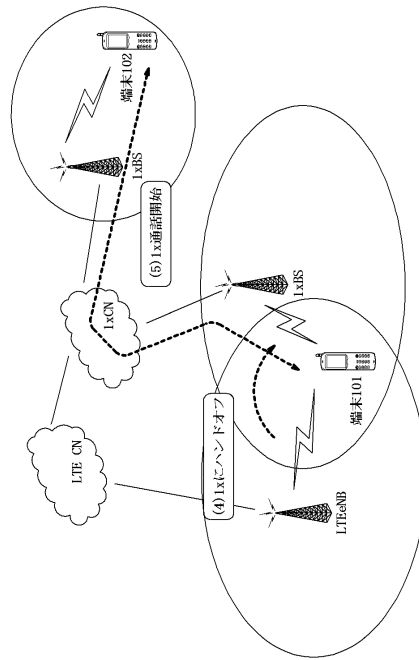 LTE CN
1xCN
(4)1xにハンドオフ
(5)1x通話開始
LTEeNB
端末101
1xBS
1xBS
端末102